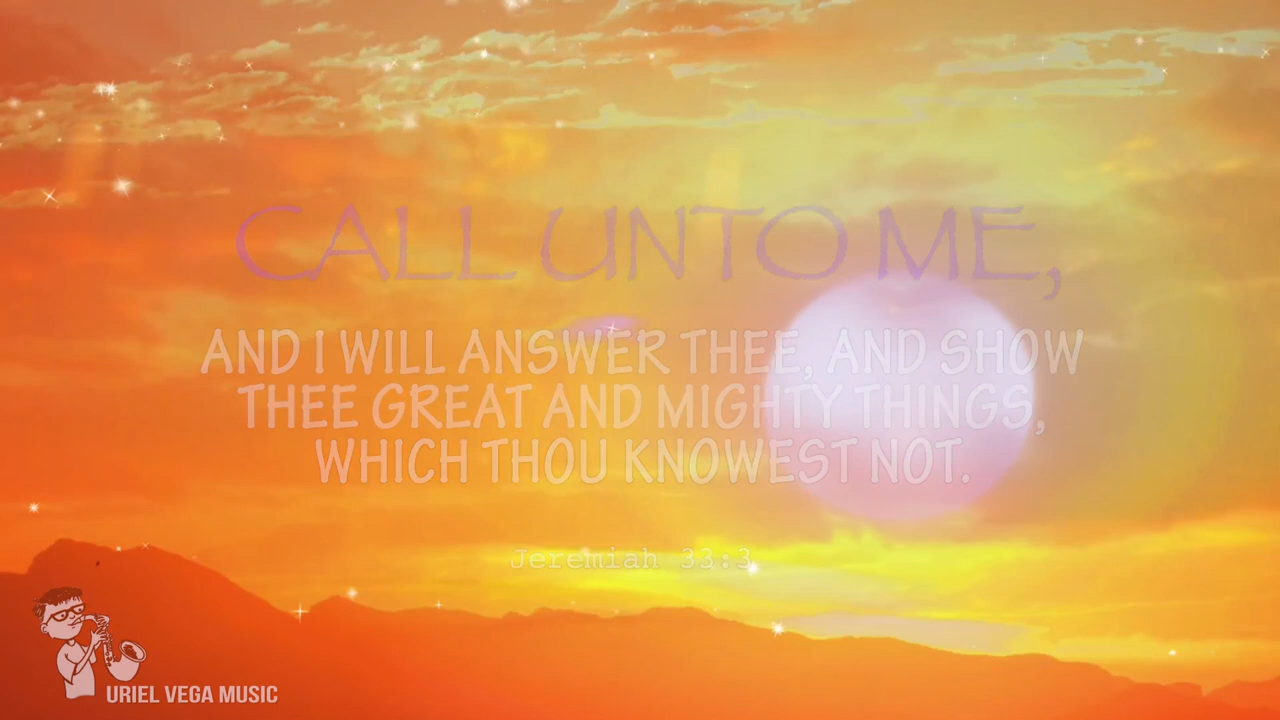 CALL UNTO ME,
AND I WILL ANSWER THEE, AND SHOW
THEE GREAT AND MIGHTY THINGS,
WHICH THOU KNOWEST NOT.
Jeremiah 33:3
URIEL VEGA MUSIC